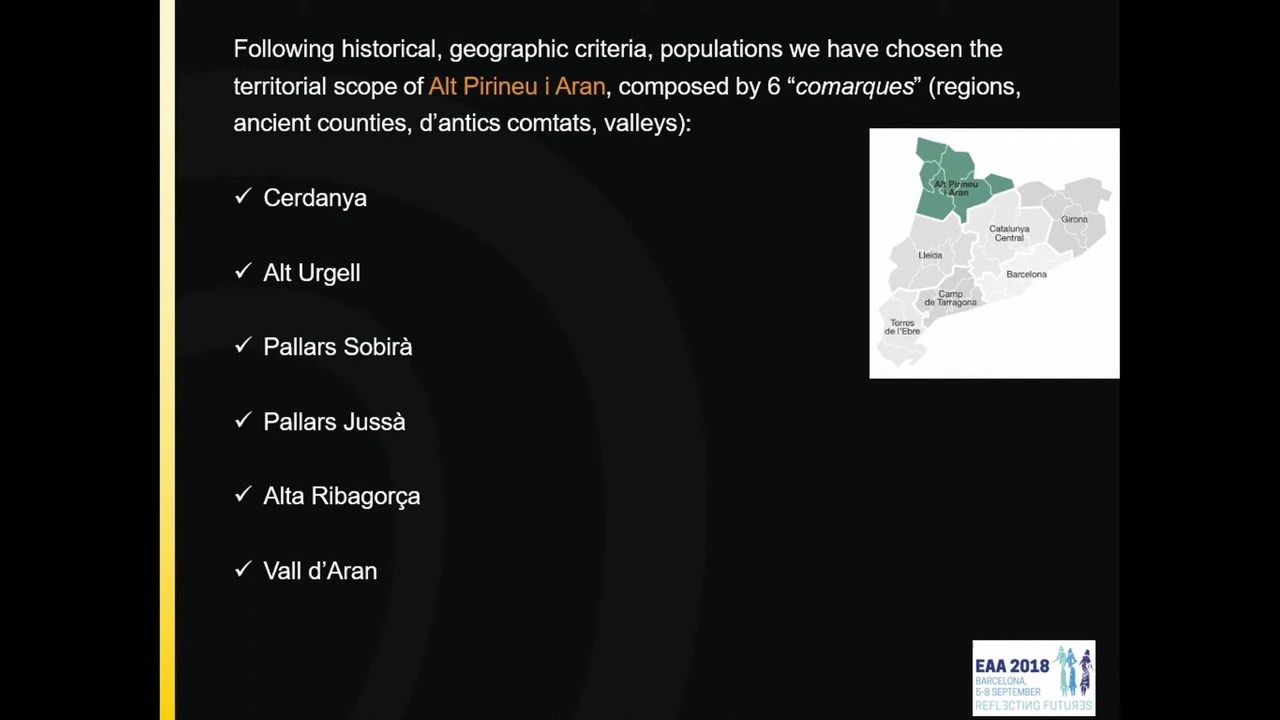 Following historical, geographic criteria, populations we have chosen the
territorial scope of Alt Pirineu i Aran, composed by 6 “comarques” (regions,
ancient counties, d’antics comtats, valleys):
✓ Cerdanya
✓ Alt Urgell
✓ Pallars Sobirà
✓ Pallars Jussà
✓ Alta Ribagorça
✓ Vall d’Aran
Alt Pirineu
i Aran
Girona
Catalunya
Central
Lleida
Barcelona
Camp
de Tarragona
Terres
de l’Ebre
EAA 2018
BARCELONA,
5-8 SEPTEMBER
REFLECTING FUTURES